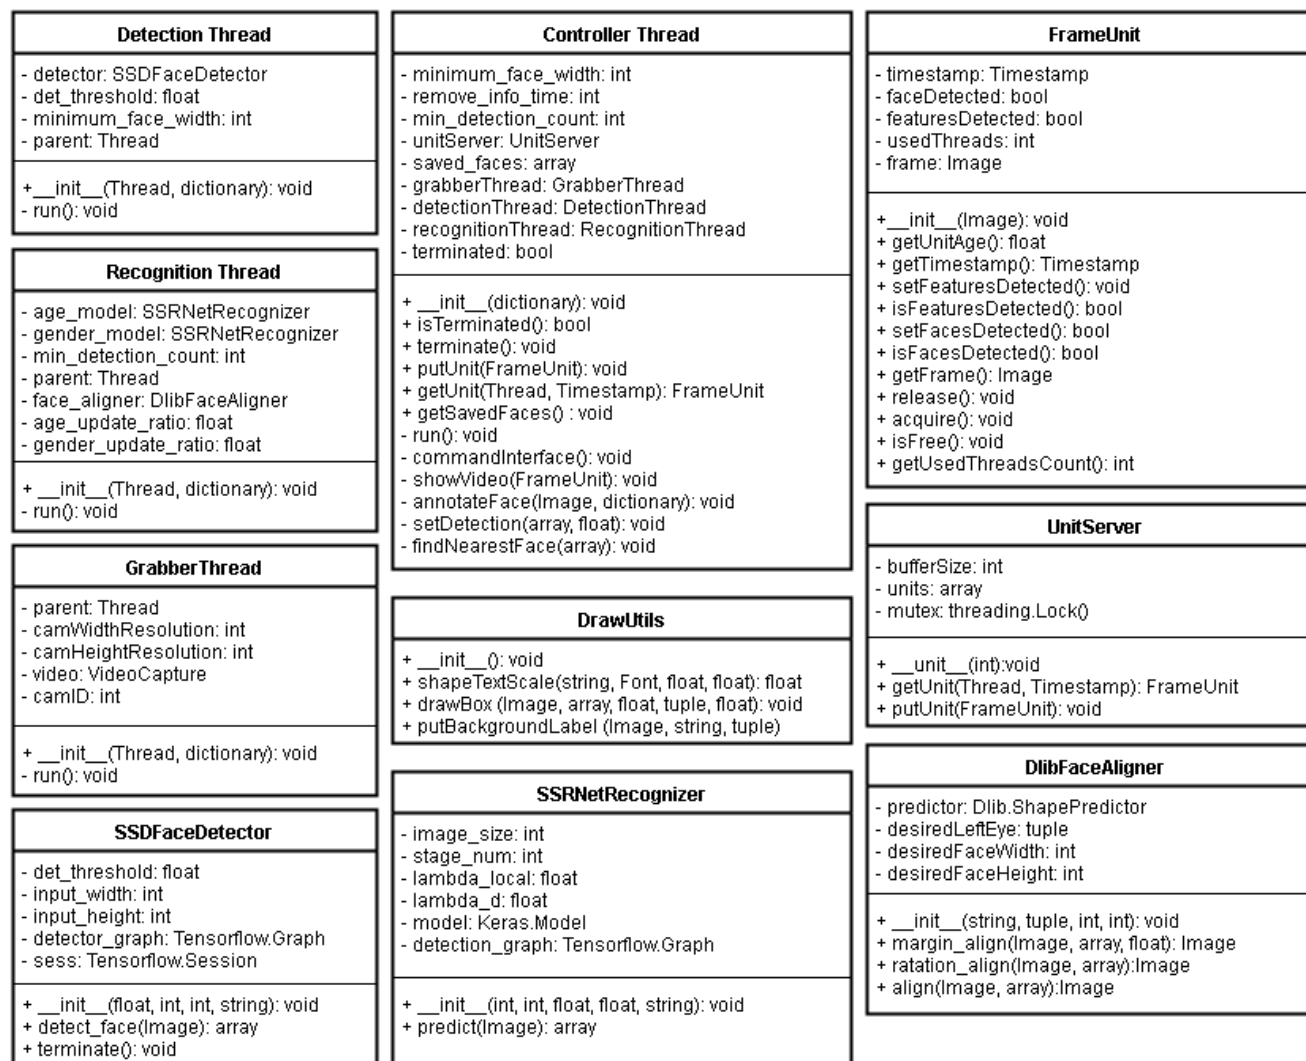 Detection Thread
- detector: SSDFaceDetector
- det_threshold: float
- minimum_face_width: int
- parent: Thread
+__init__(Thread, dictionary): void
- run(): void
Recognition Thread
- age_model: SSRNetRecognizer
- gender_model: SSRNetRecognizer
- min_detection_count: int
- parent: Thread
- face_aligner: DlibFaceAligner
- age_update_ratio: float
- gender_update_ratio: float
+ __init__(Thread, dictionary): void
- run(): void
GrabberThread
- parent: Thread
- camWidthResolution: int
- camHeightResolution: int
- video: VideoCapture
- camID: int
+ __init__(Thread, dictionary): void
- run(): void
SSDFaceDetector
- det_threshold: float
- input_width: int
- input_height: int
- detector_graph: Tensorflow.Graph
- sess: Tensorflow.Session
+ __init__(float, int, int, string): void
+ detect_face(Image): array
+ terminate(): void
Controller Thread
- minimum_face_width: int
- remove_info_time: int
- min_detection_count: int
- unitServer: UnitServer
- saved_faces: array
- grabberThread: GrabberThread
- detectionThread: DetectionThread
- recognitionThread: RecognitionThread
- terminated: bool
+ __init__(dictionary): void
+ isTerminated(): bool
+ terminate(): void
+ putUnit(FrameUnit): void
+ getUnit(Thread, Timestamp): FrameUnit
+ getSavedFaces() : void
- run(): void
- commandInterface(): void
- showVideo(FrameUnit): void
- annotateFace(Image, dictionary): void
- setDetection(array, float): void
- findNearestFace(array): void
DrawUtils
+ __init__(): void
+ shapeTextScale(string, Font, float, float): float
+ drawBox (Image, array, float, tuple, float): void
+ putBackgroundLabel (Image, string, tuple)
SSRNetRecognizer
- image_size: int
- stage_num: int
- lambda_local: float
- lambda_d: float
- model: Keras.Model
- detection_graph: Tensorflow.Graph
+ __init__(int, int, float, float, string): void
+ predict(Image): array
FrameUnit
- timestamp: Timestamp
- faceDetected: bool
- featuresDetected: bool
- usedThreads: int
- frame: Image
+__init__(Image): void
+ getUnitAge(): float
+ getTimestamp(): Timestamp
+ setFeaturesDetected(): void
+ isFeaturesDetected(): bool
+ setFacesDetected(): bool
+ isFacesDetected(): bool
+ getFrame(): Image
+ release(): void
+ acquire(): void
+ isFree(): void
+ getUsedThreadsCount(): int
UnitServer
- bufferSize: int
- units: array
- mutex: threading.Lock()
+ __unit__(int):void
+ getUnit(Thread, Timestamp): FrameUnit
+ putUnit(FrameUnit): void
DlibFaceAligner
- predictor: Dlib.ShapePredictor
- desiredLeftEye: tuple
- desiredFaceWidth: int
- desiredFaceHeight: int
+ __init__(string, tuple, int, int): void
+ margin_align(Image, array, float): Image
+ ratation_align(Image, array):Image
+ align(Image, array):Image